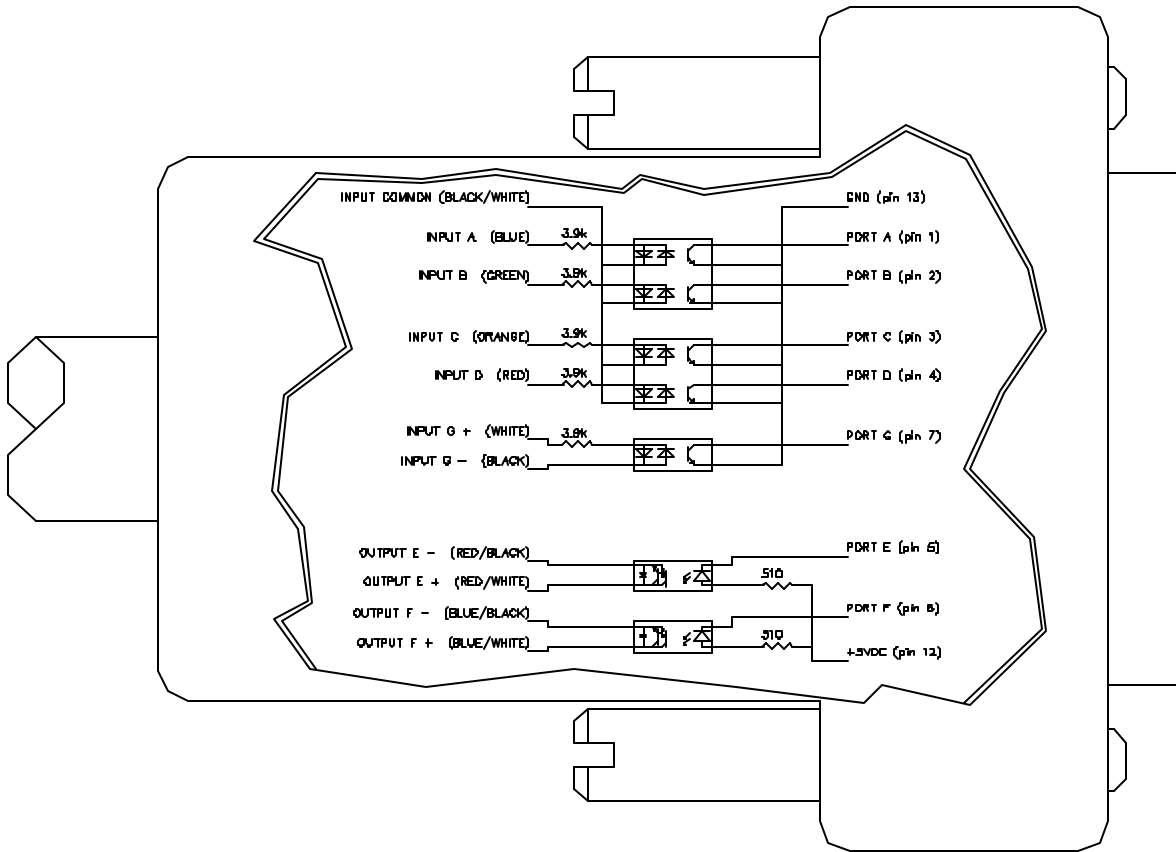 INPUT COMMON (BLACK/WHITE) GND (pin 13)
INPUT A (BLUE) 3.9k PORT A (pin 1)
INPUT B (GREEN) 3.9k PORT B (pin 2)
INPUT C (ORANGE) 3.9k PORT C (pin 3)
INPUT D (RED) 3.9k PORT D (pin 4)
INPUT G + (WHITE) 3.9k PORT G (pin 7)
INPUT G - (BLACK)
OUTPUT E - (RED/BLACK) PORT E (pin 5)
OUTPUT E + (RED/WHITE) 510
OUTPUT F - (BLUE/BLACK) PORT F (pin 6)
OUTPUT F + (BLUE/WHITE) 510 +5VDC (pin 12)